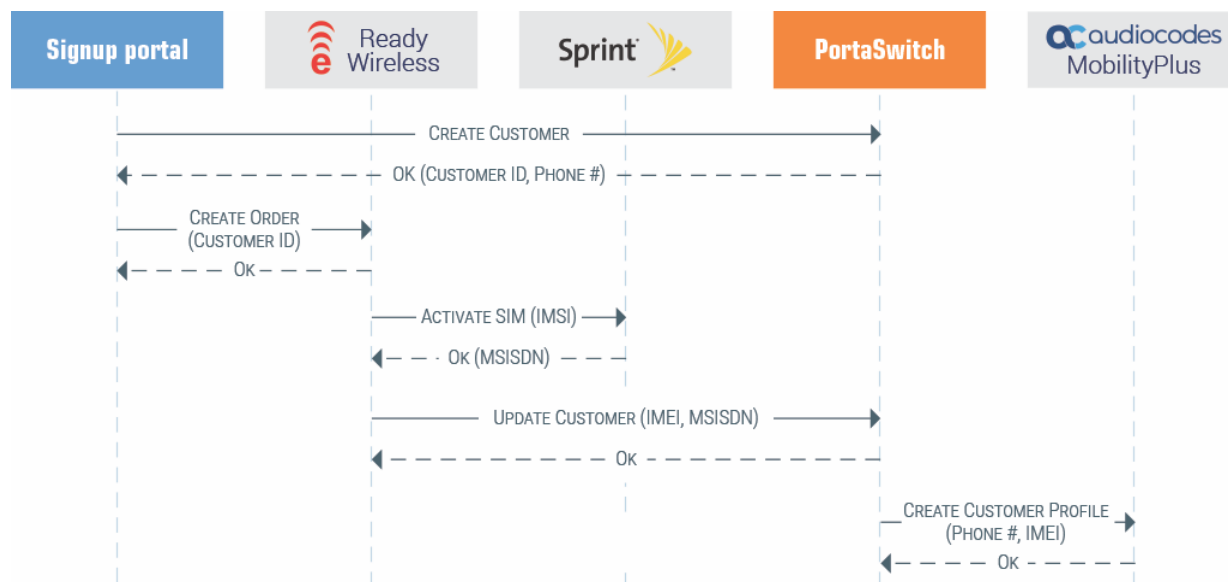 Signup portal
Ready
Wireless
e
Sprint
PortaSwitch
ac audiocodes
MobilityPlus
CREATE CUSTOMER
OK (CUSTOMER ID, PHONE #)
CREATE ORDER
(CUSTOMER ID)
OK
ACTIVATE SIM (IMSI)
OK (MSISDN)
UPDATE CUSTOMER (IMEI, MSISDN)
OK
CREATE CUSTOMER PROFILE
(PHONE #, IMEI)
OK